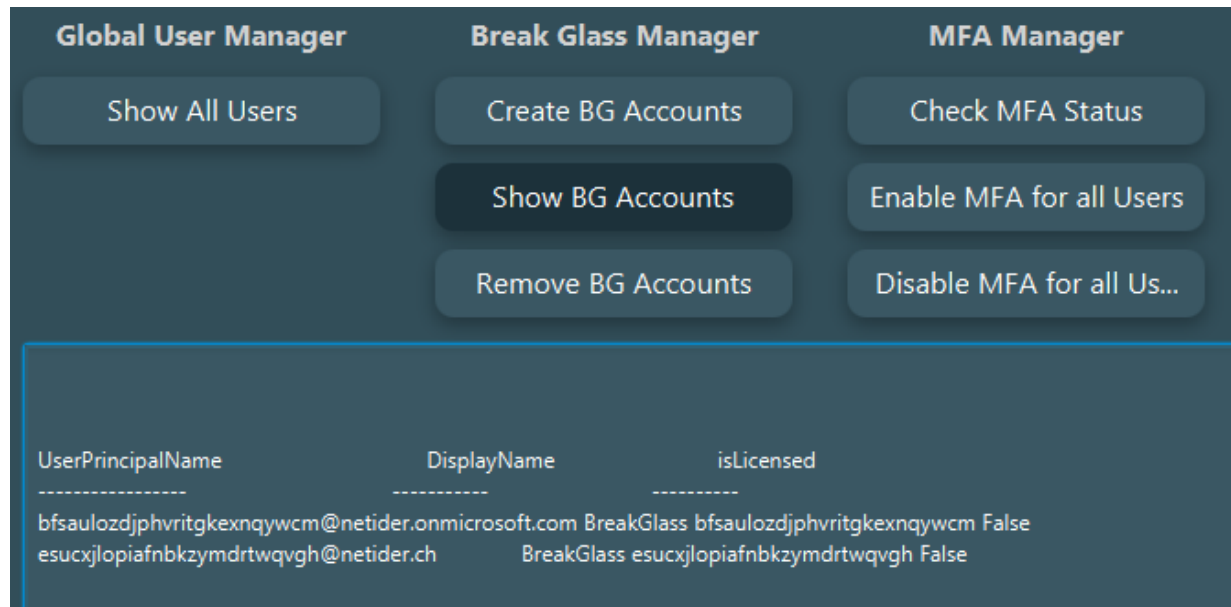 Global User Manager Break Glass Manager MFA Manager
Show All Users Create BG Accounts Check MFA Status
Show BG Accounts Enable MFA for all Users
Remove BG Accounts Disable MFA for all Us...
UserPrincipalName DisplayName isLicensed
----------------- ----------- ----------
bfsaulozdjphvritgkexnqywcm@netider.onmicrosoft.com BreakGlass bfsaulozdjphvritgkexnqywcm False
esucxjlopiafnbkzymdrtwqvgh@netider.ch BreakGlass esucxjlopiafnbkzymdrtwqvgh False